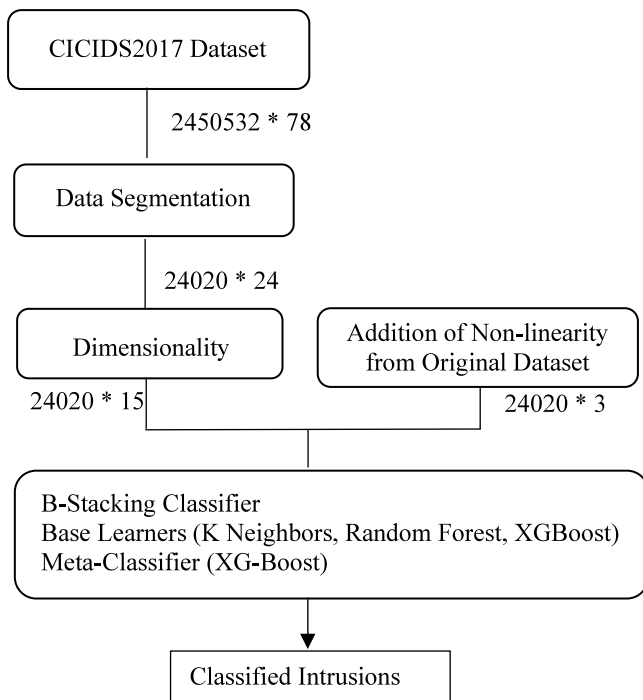 CICIDS2017 Dataset
2450532 * 78
Data Segmentation
24020 * 24
Dimensionality
Addition of Non-linearity
from Original Dataset
24020 * 15
24020 * 3
B-Stacking Classifier
Base Learners (K Neighbors, Random Forest, XGBoost)
Meta-Classifier (XG-Boost)
Classified Intrusions